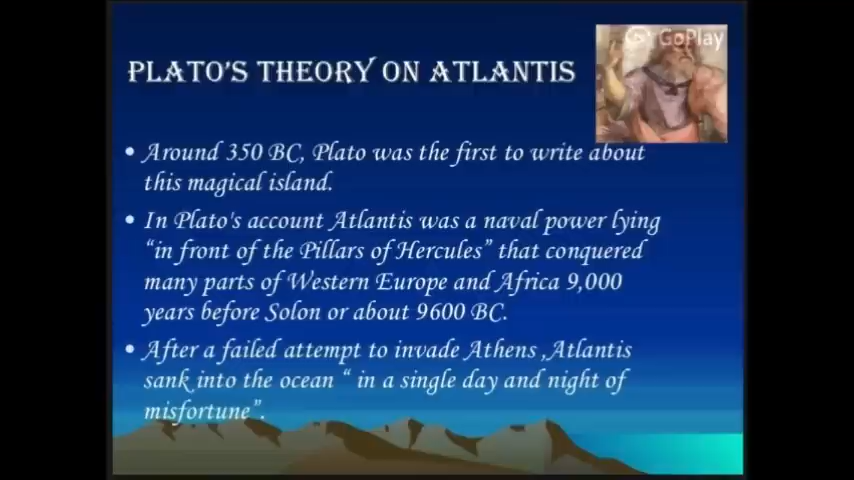 PLATO'S THEORY ON ATLANTIS
GoPlay
• Around 350 BC, Plato was the first to write about
this magical island.
• In Plato's account Atlantis was a naval power lying
“in front of the Pillars of Hercules” that conquered
many parts of Western Europe and Africa 9,000
years before Solon or about 9600 BC.
• After a failed attempt to invade Athens ,Atlantis
sank into the ocean “ in a single day and night of
misfortune”.